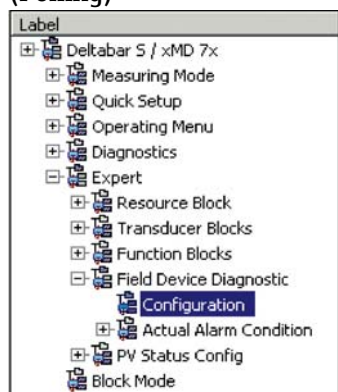 Label
Deltabar S / xMD 7x
Measuring Mode
Quick Setup
Operating Menu
Diagnostics
Expert
Resource Block
Transducer Blocks
Function Blocks
Field Device Diagnostic
Configuration
Actual Alarm Condition
PV Status Config
Block Mode